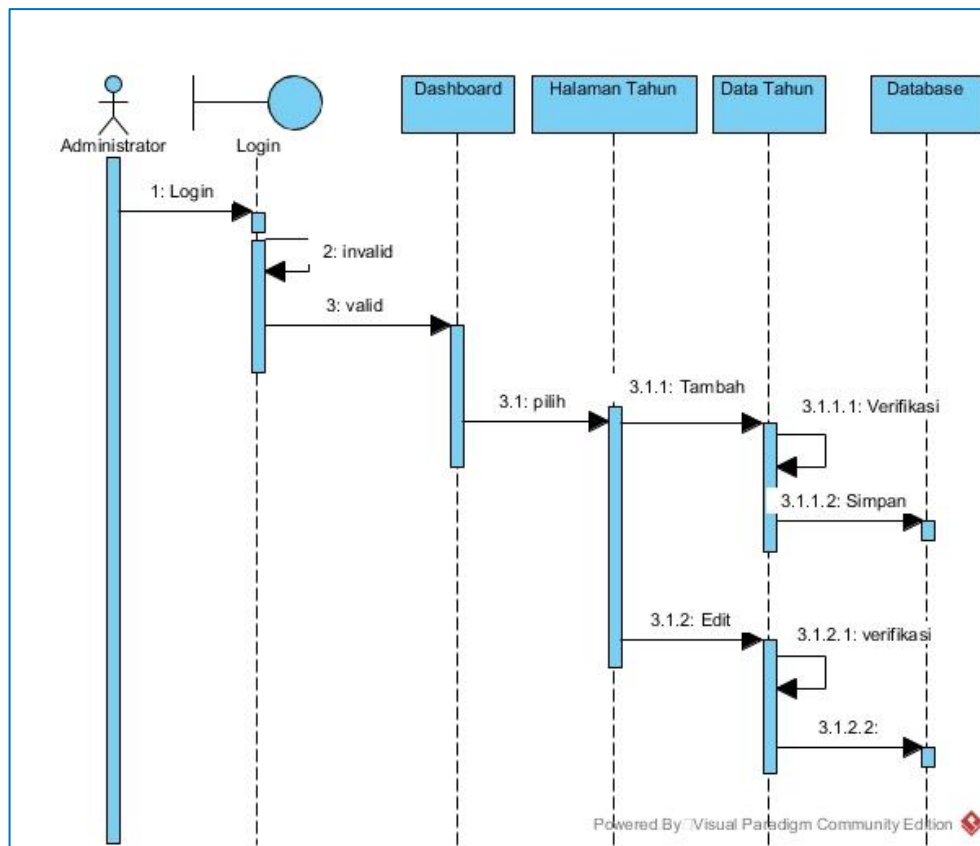 Dashboard
Halaman Tahun
Data Tahun
Database
Administrator
Login
1: Login
2: invalid
3: valid
3.1: pilih
3.1.1: Tambah
3.1.1.1: Verifikasi
3.1.1.2: Simpan
3.1.2: Edit
3.1.2.1: verifikasi
3.1.2.2:
Powered By Visual Paradigm Community Edition